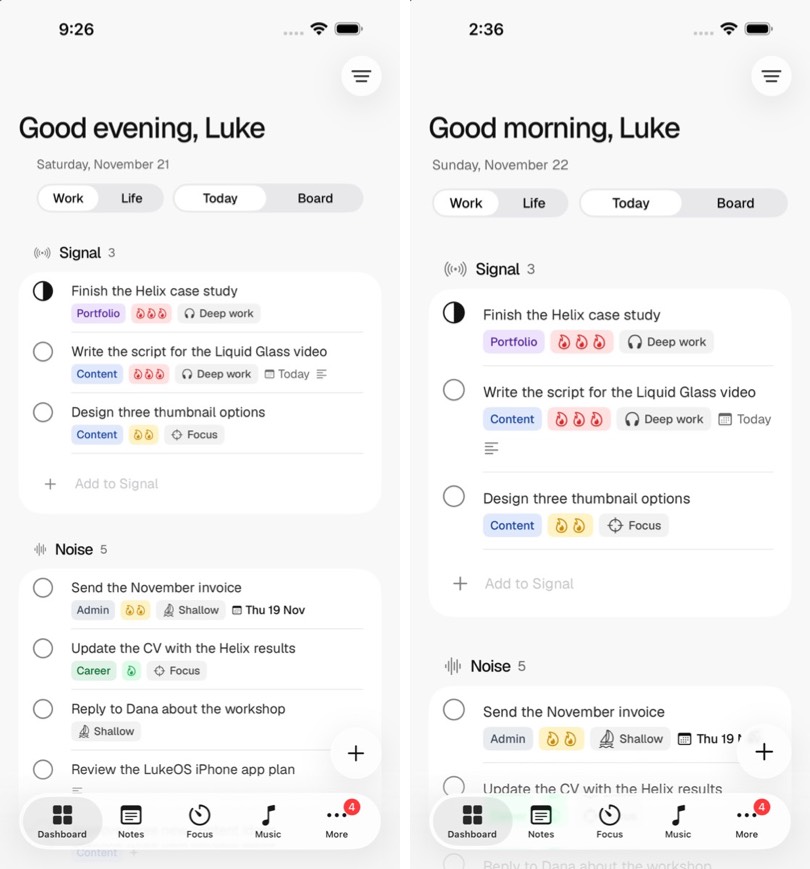 9:26
Good evening, Luke
Saturday, November 21
Work Life Today Board
Signal 3
Finish the Helix case study
Portfolio Deep work
Write the script for the Liquid Glass video
Content Deep work Today
Design three thumbnail options
Content Focus
+ Add to Signal
Noise 5
Send the November invoice
Admin Shallow Thu 19 Nov
Update the CV with the Helix results
Career Focus
Reply to Dana about the workshop
Shallow
Review the LukeOS iPhone app plan
+
4
Dashboard Notes Focus Music More
Content +
2:36
Good morning, Luke
Sunday, November 22
Work Life Today Board
Signal 3
Finish the Helix case study
Portfolio Deep work
Write the script for the Liquid Glass video
Content Deep work Today
Design three thumbnail options
Content Focus
+ Add to Signal
Noise 5
Send the November invoice
Admin Shallow Thu 19
+
Update the CV with the Helix results
4
Dashboard Notes Focus Music More
Reply to Dana about the workshop